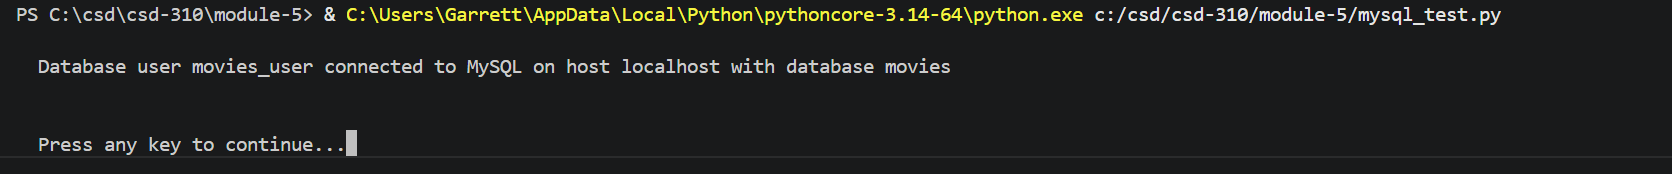 PS C:\csd\csd-310\module-5> & C:\Users\Garrett\AppData\Local\Python\pythoncore-3.14-64\python.exe c:/csd/csd-310/module-5/mysql_test.py
Database user movies_user connected to MySQL on host localhost with database movies
Press any key to continue...